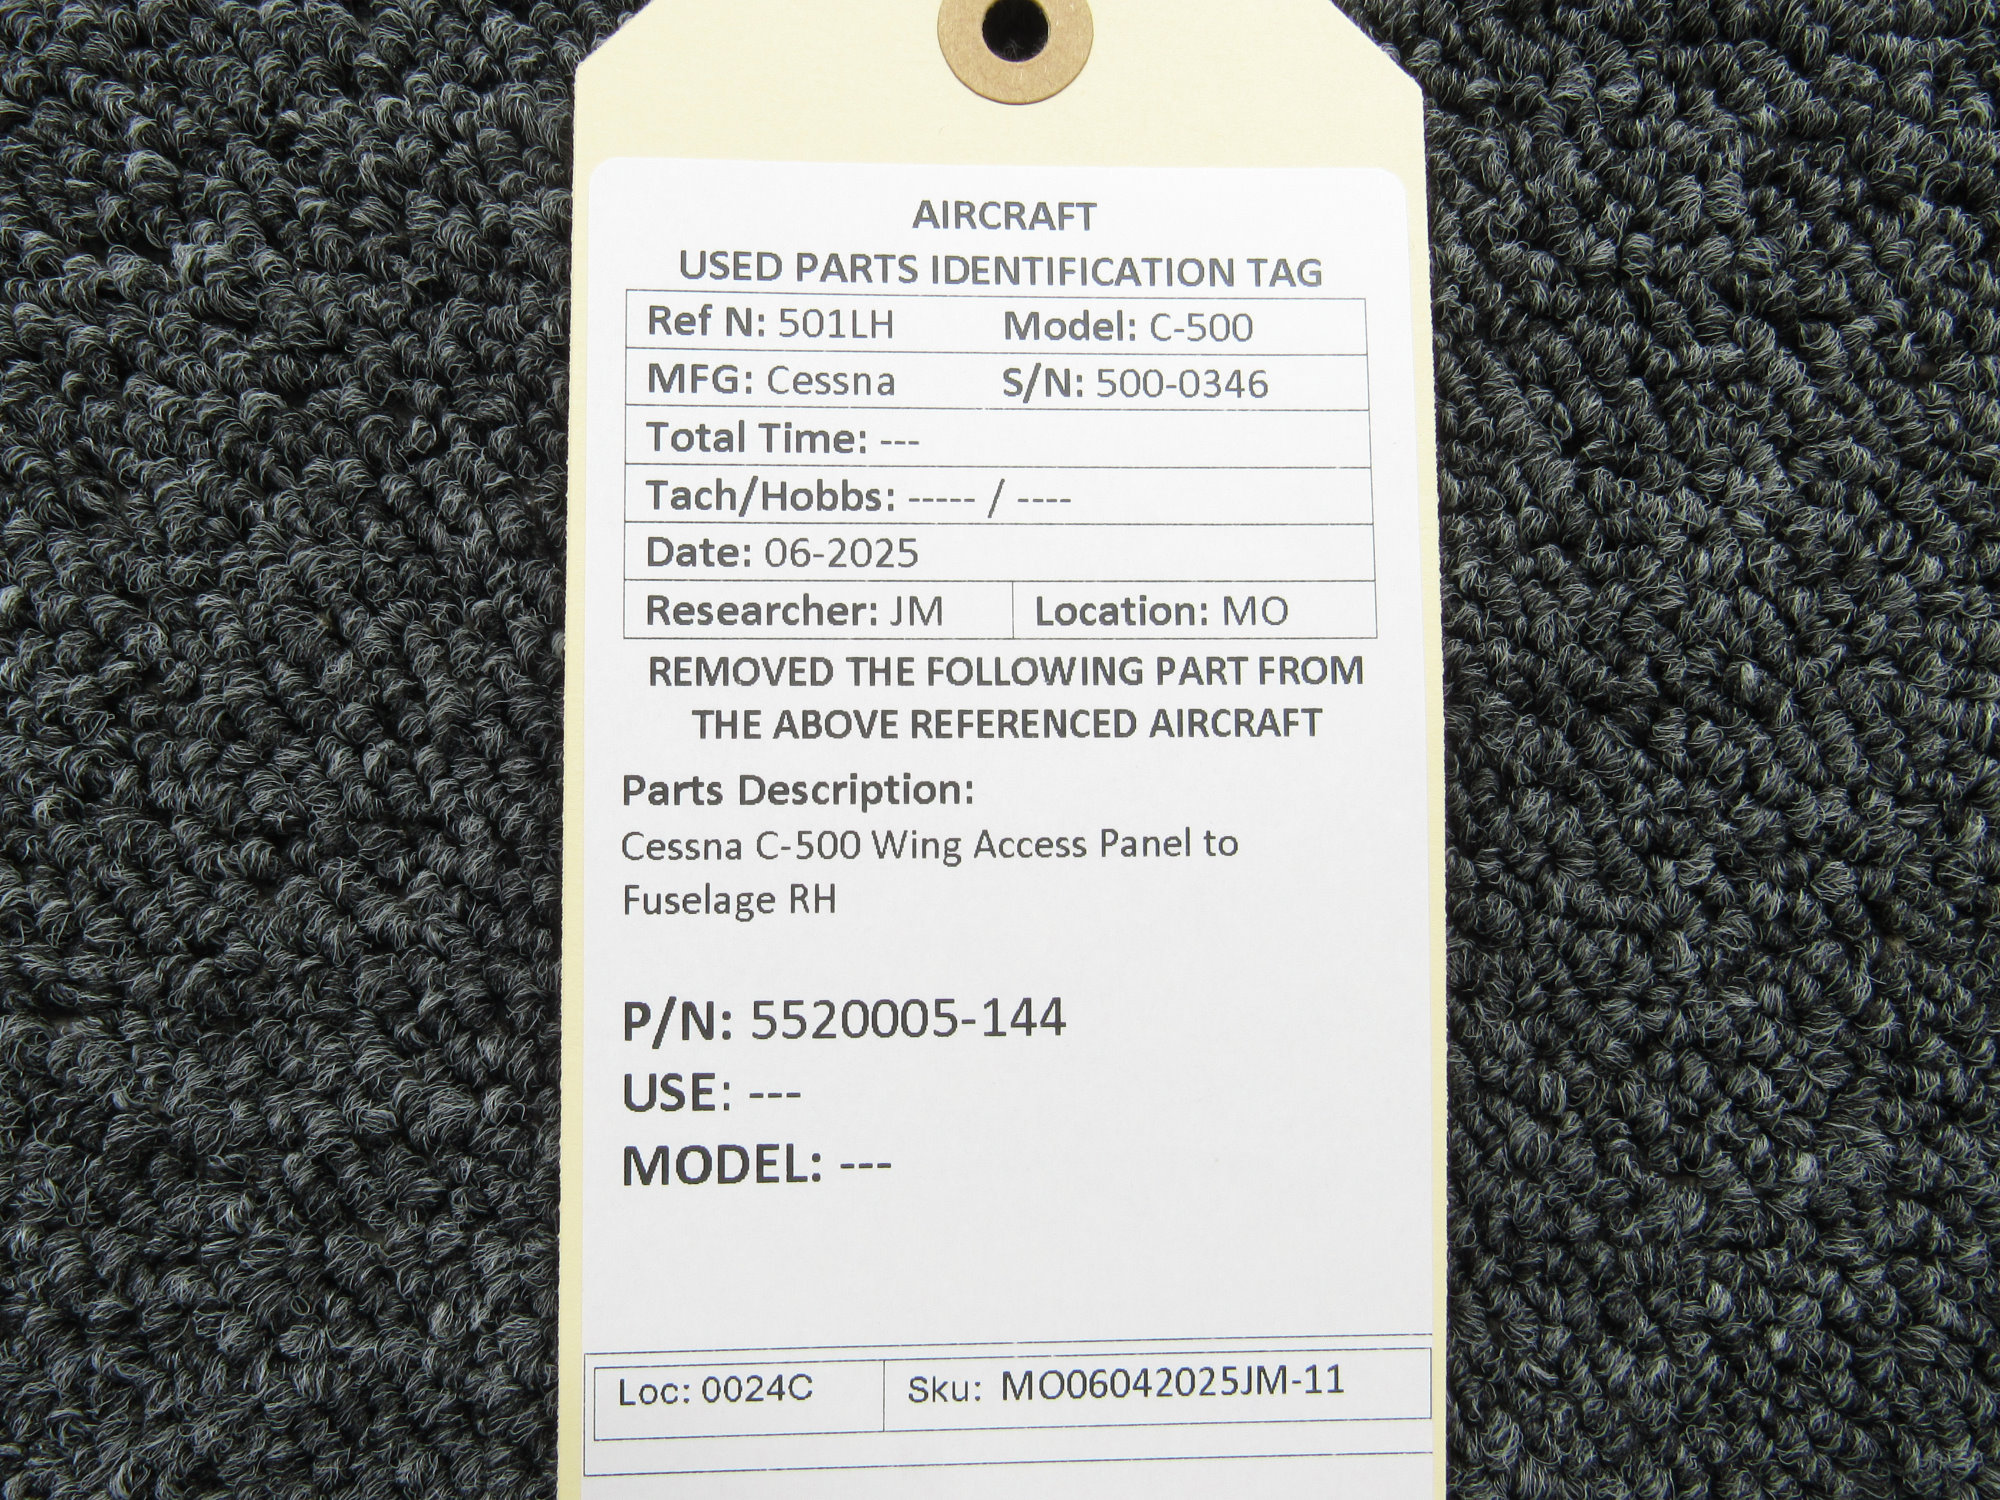 AIRCRAFT
USED PARTS IDENTIFICATION TAG
Ref N: 501LH Model: C-500
MFG: Cessna S/N: 500-0346
Total Time: ---
Tach/Hobbs: ----- / ----
Date: 06-2025
Researcher: JM Location: MO
REMOVED THE FOLLOWING PART FROM
THE ABOVE REFERENCED AIRCRAFT
Parts Description:
Cessna C-500 Wing Access Panel to
Fuselage RH
P/N: 5520005-144
USE: ---
MODEL: ---
Loc: 0024C Sku: MO06042025JM-11